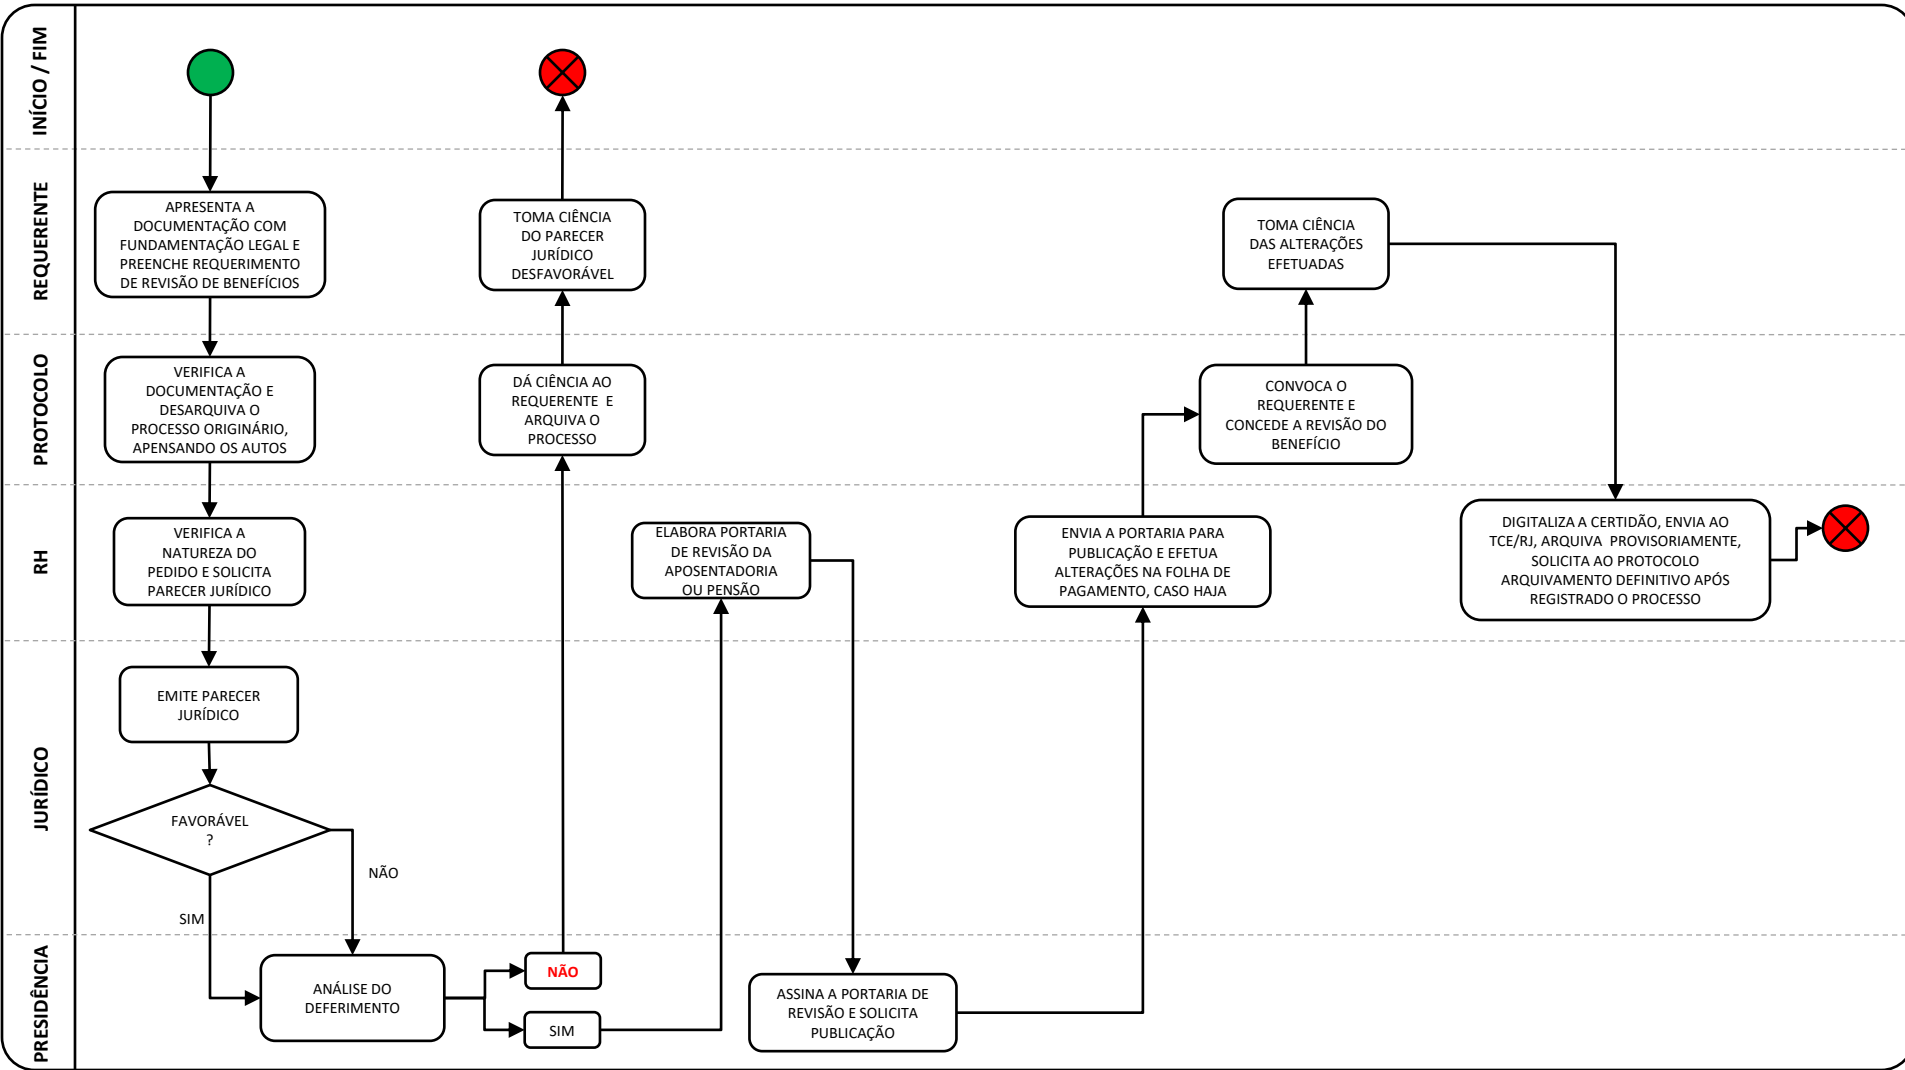 INÍCIO / FIM
REQUERENTE
APRESENTA A
DOCUMENTAÇÃO COM
FUNDAMENTAÇÃO LEGAL E
PREENCHE REQUERIMENTO
DE REVISÃO DE BENEFÍCIOS
TOMA CIÊNCIA
DO PARECER
JURÍDICO
DESFAVORÁVEL
TOMA CIÊNCIA
DAS ALTERAÇÕES
EFETUADAS
PROTOCOLO
VERIFICA A
DOCUMENTAÇÃO E
DESARQUIVA O
PROCESSO ORIGINÁRIO,
APENSANDO OS AUTOS
DÁ CIÊNCIA AO
REQUERENTE E
ARQUIVA O
PROCESSO
CONVOCA O
REQUERENTE E
CONCEDE A REVISÃO DO
BENEFÍCIO
RH
VERIFICA A
NATUREZA DO
PEDIDO E SOLICITA
PARECER JURÍDICO
ELABORA PORTARIA
DE REVISÃO DA
APOSENTADORIA
OU PENSÃO
ENVIA A PORTARIA PARA
PUBLICAÇÃO E EFETUA
ALTERAÇÕES NA FOLHA DE
PAGAMENTO, CASO HAJA
DIGITALIZA A CERTIDÃO, ENVIA AO
TCE/RJ, ARQUIVA PROVISORIAMENTE,
SOLICITA AO PROTOCOLO
ARQUIVAMENTO DEFINITIVO APÓS
REGISTRADO O PROCESSO
JURÍDICO
EMITE PARECER
JURÍDICO
FAVORÁVEL
?
NÃO
SIM
PRESIDÊNCIA
ANÁLISE DO
DEFERIMENTO
NÃO
SIM
ASSINA A PORTARIA DE
REVISÃO E SOLICITA
PUBLICAÇÃO